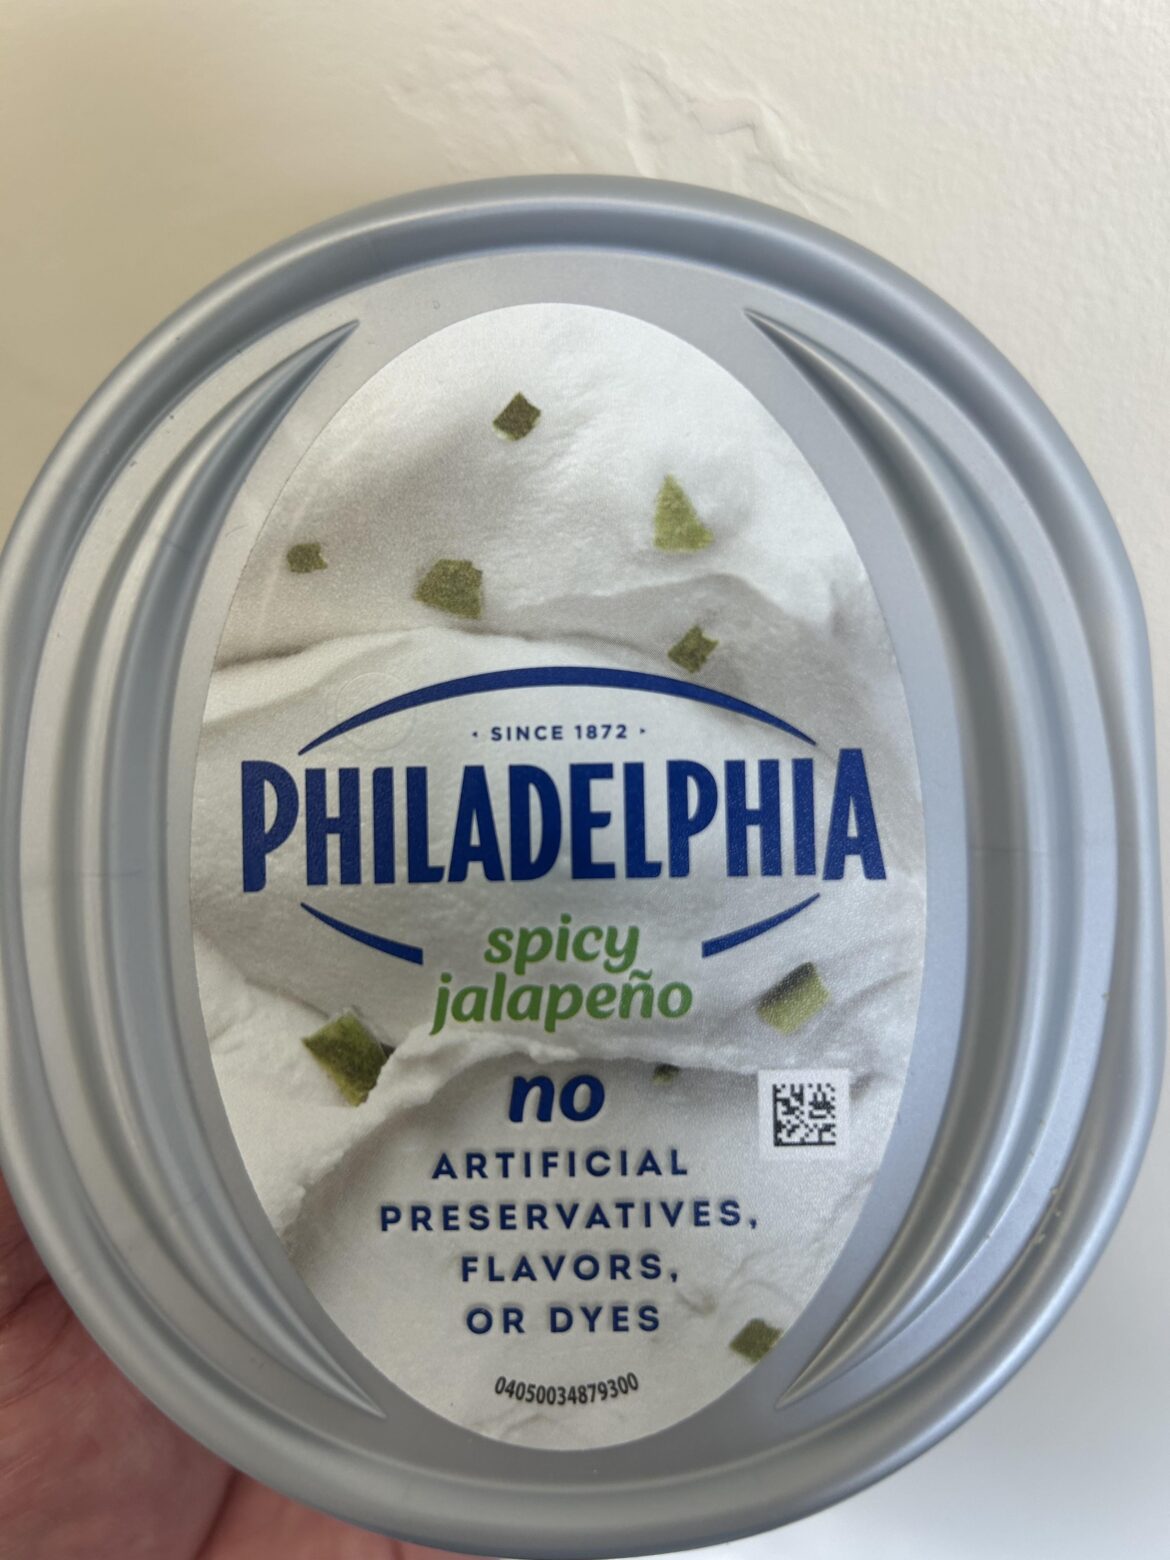 · SINCE 1872 ·
PHILADELPHIA
spicy
jalapeño
no
ARTIFICIAL
PRESERVATIVES,
FLAVORS,
OR DYES
04050034879300